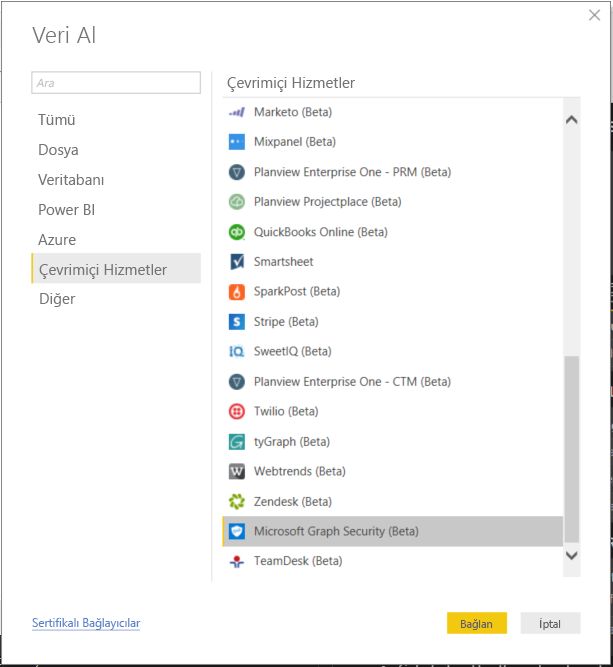 Veri Al
Ara
Tümü
Dosya
Veritabanı
Power BI
Azure
Çevrimiçi Hizmetler
Diğer
Çevrimiçi Hizmetler
Marketo (Beta)
Mixpanel (Beta)
Planview Enterprise One - PRM (Beta)
Planview Projectplace (Beta)
QuickBooks Online (Beta)
Smartsheet
SparkPost (Beta)
Stripe (Beta)
SweetIQ (Beta)
Planview Enterprise One - CTM (Beta)
Twilio (Beta)
tyGraph (Beta)
Webtrends (Beta)
Zendesk (Beta)
Microsoft Graph Security (Beta)
TeamDesk (Beta)
Sertifikalı Bağlayıcılar
Bağlan
İptal